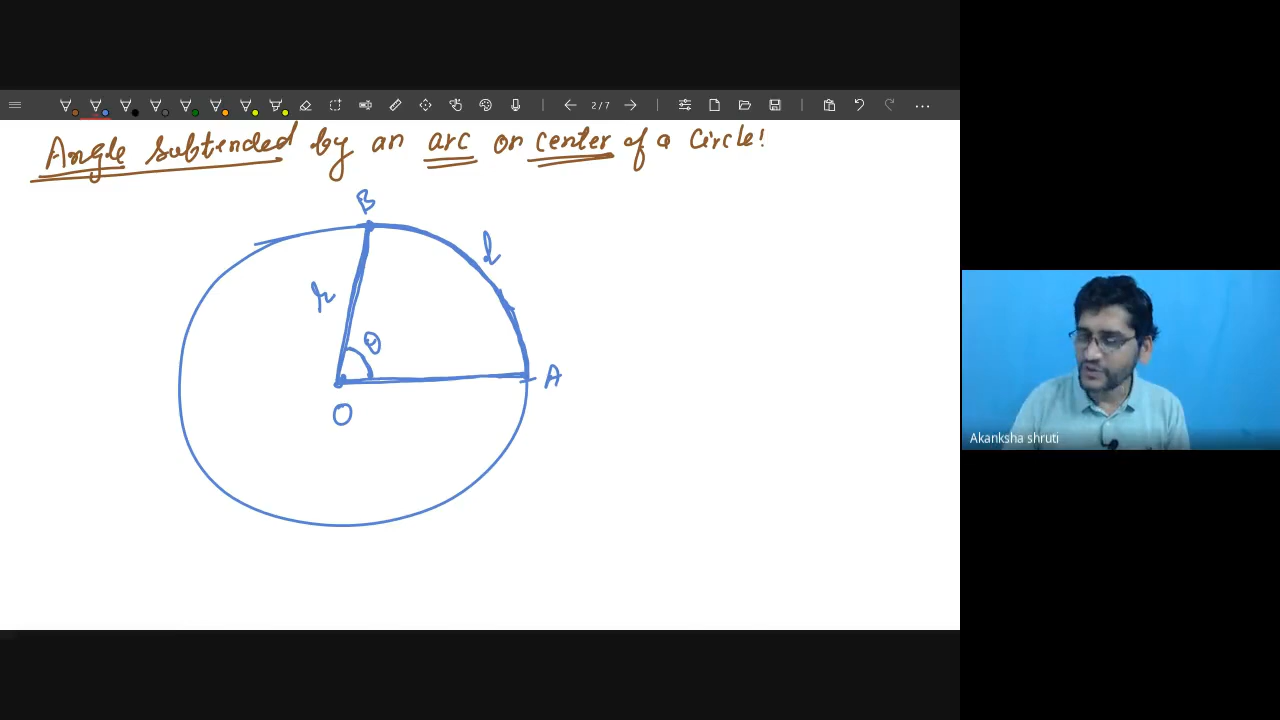 2/7
Angle subtended by an arc on center of a circle!
B
l
r
θ
A
O
Akanksha shruti